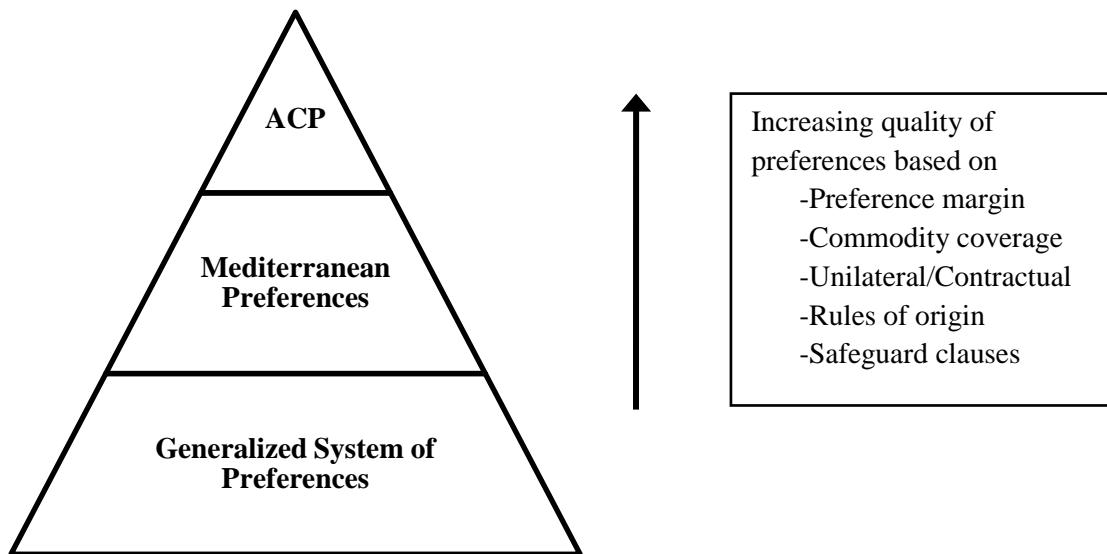 ACP
Mediterranean
Preferences
Generalized System of
Preferences
Increasing quality of
preferences based on
-Preference margin
-Commodity coverage
-Unilateral/Contractual
-Rules of origin
-Safeguard clauses